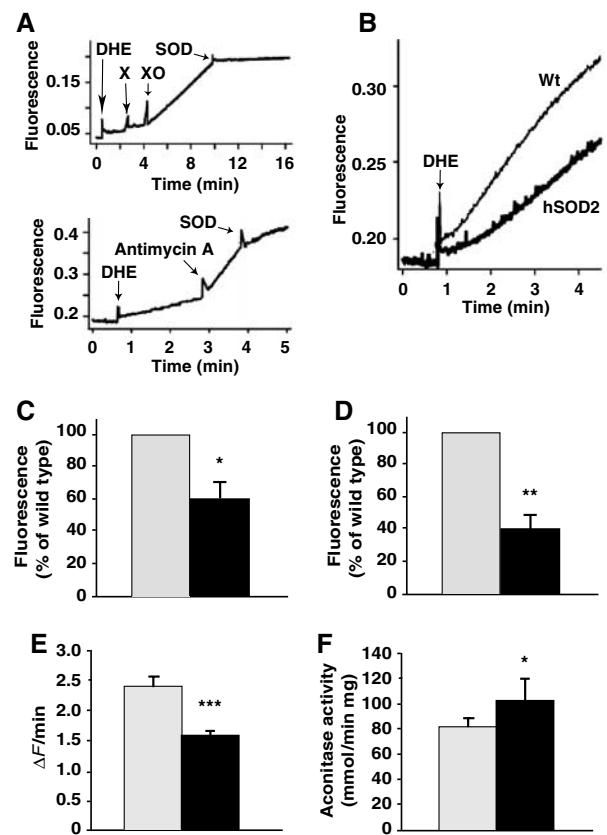 A
DHE X XO SOD
Fluorescence
0.15
0.05
0 2 4 6 8 10 12 14 16
Time (min)
SOD
Antimycin A
DHE
Fluorescence
0.4
0.3
0.2
0 1 2 3 4 5
Time (min)
B
Fluorescence
0.30
0.25
0.20
Wt
DHE
hSOD2
0 1 2 3 4
Time (min)
C
Fluorescence
(% of wild type)
100
80
60
40
20
0
*
D
Fluorescence
(% of wild type)
100
80
60
40
20
0
**
E
ΔF/min
3.0
2.5
2.0
1.5
1.0
0.5
0
***
F
Aconitase activity
(mmol/min mg)
140
120
100
80
60
40
20
0
*